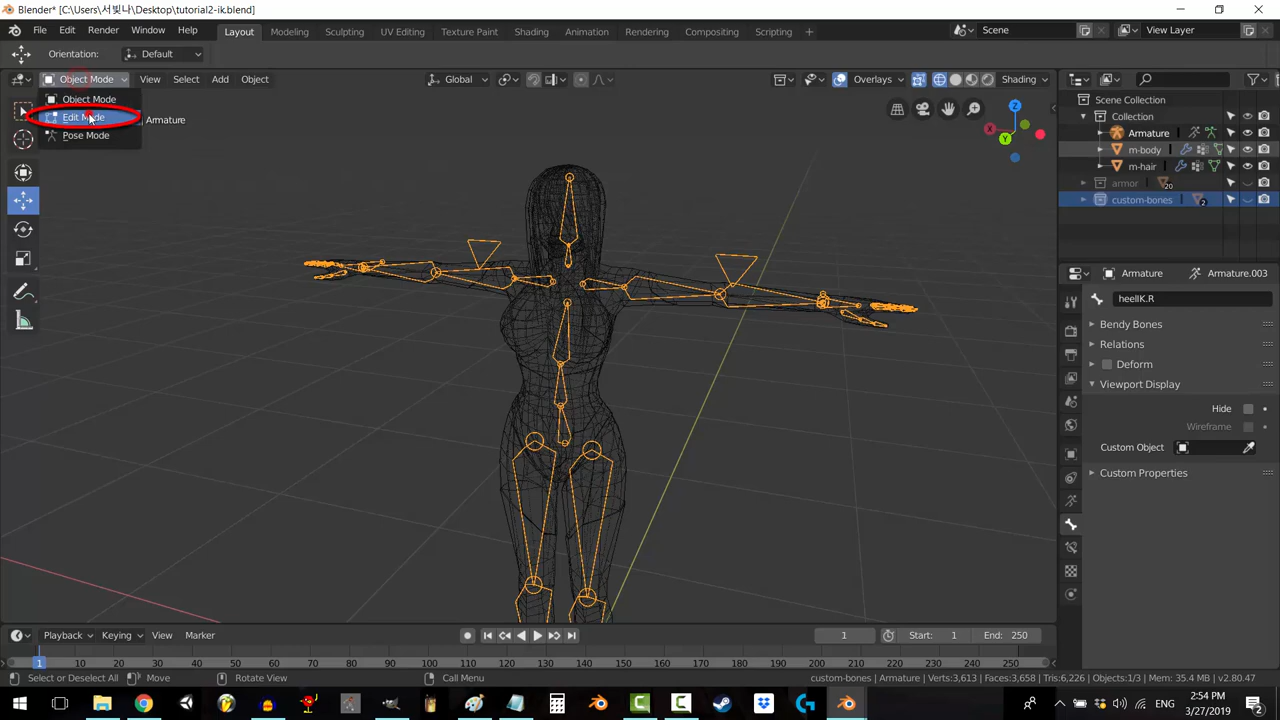 Blender* [C:\Users\서빛나\Desktop\tutorial2-ik.blend]
File Edit Render Window Help Layout Modeling Sculpting UV Editing Texture Paint Shading Animation Rendering Compositing Scripting + Scene View Layer
Orientation: Default
Object Mode View Select Add Object Global Overlays Shading
Object Mode
Edit Mode
Pose Mode
Armature
X
Y
Z
Scene Collection
Collection
Armature
m-body
m-hair
armor 20
custom-bones 2
Armature Armature.003
heelIK.R
Bendy Bones
Relations
Deform
Viewport Display
Hide
Wireframe
Custom Object
Custom Properties
Playback Keying View Marker 1 Start: 1 End: 250
1 10 20 30 40 50 60 70 80 90 100 110 120 130 140 150 160 170 180 190 200 210 220 230 240 250
Select or Deselect All Move Rotate View Call Menu custom-bones | Armature | Verts:3,613 | Faces:3,658 | Tris:6,226 | Objects:1/3 | Mem: 35.4 MB | v2.80.47
ENG 2:54 PM
3/27/2019
2